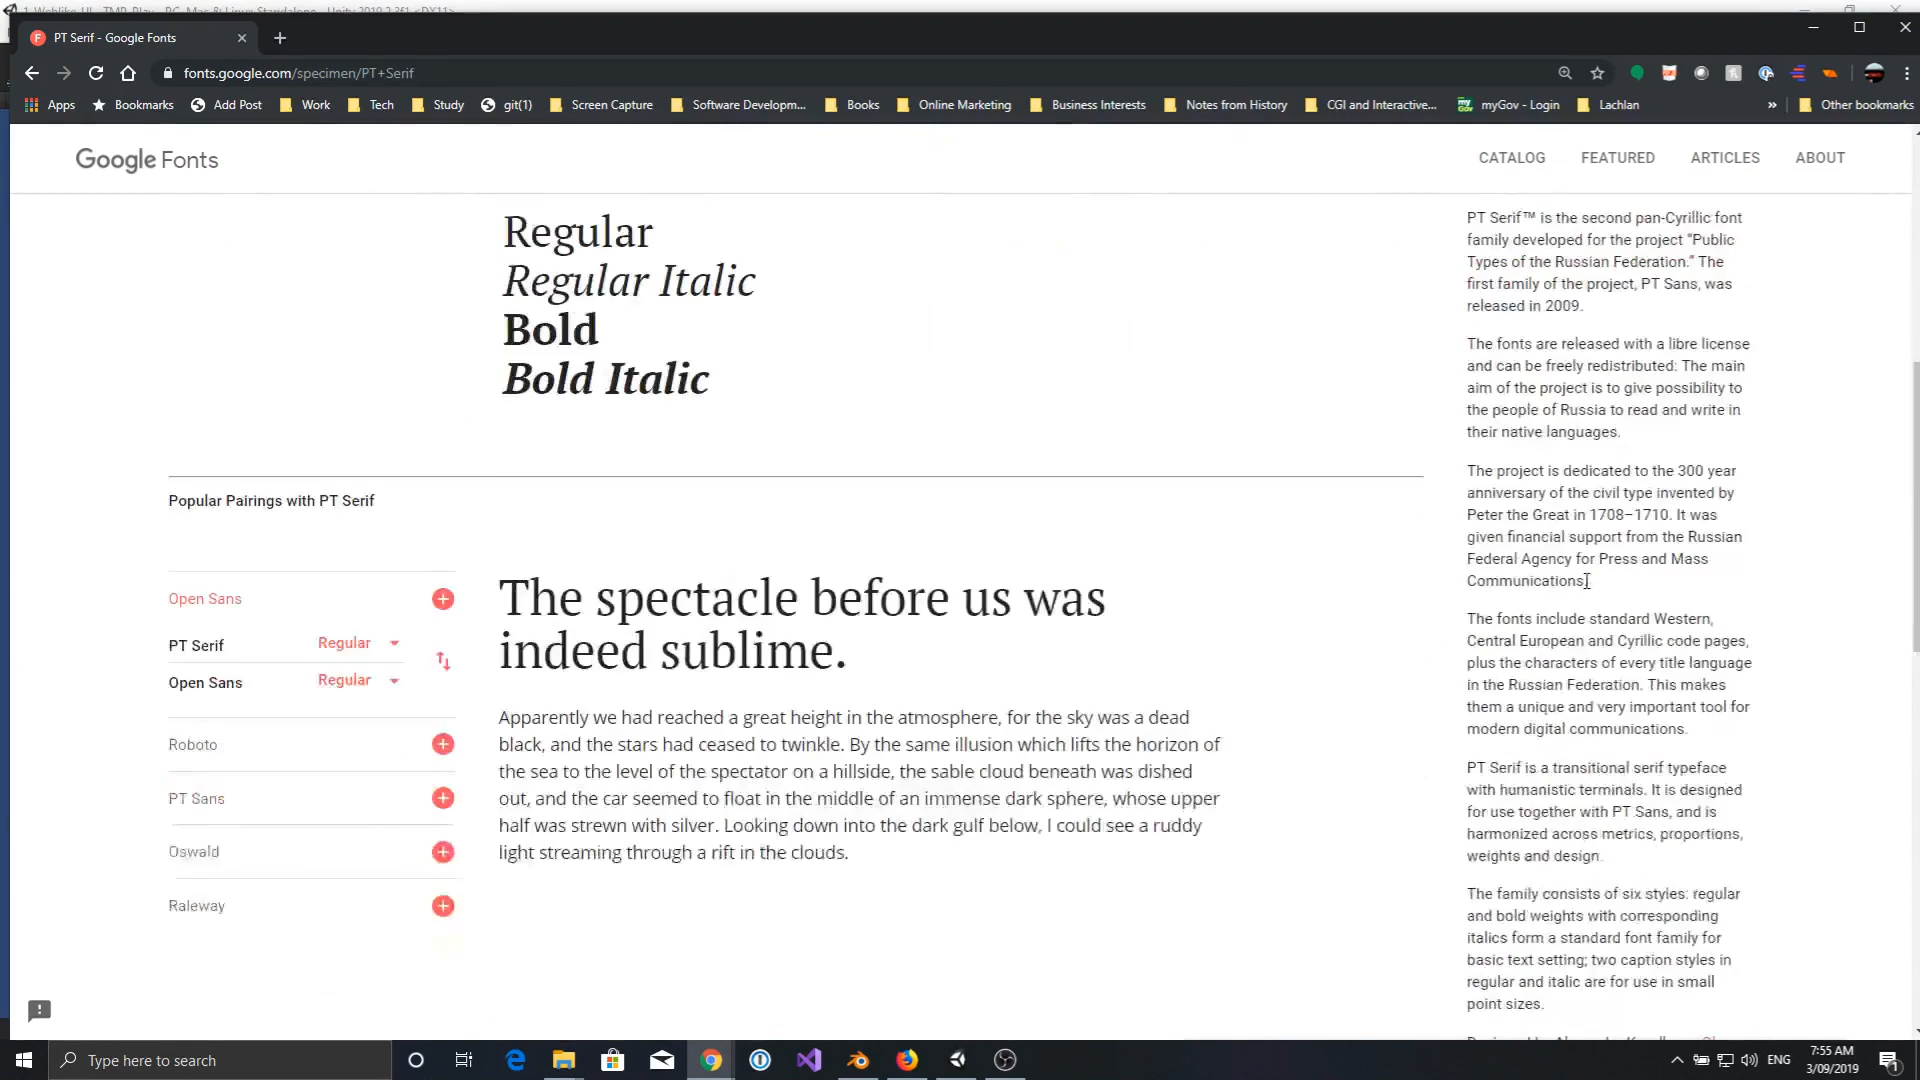 PT Serif - Google Fonts
fonts.google.com/specimen/PT+Serif
Apps Bookmarks Add Post Work Tech Study git(1) Screen Capture Software Developm... Books Online Marketing Business Interests Notes from History CGI and Interactive... myGov - Login Lachlan » Other bookmarks
Google Fonts
CATALOG FEATURED ARTICLES ABOUT
Regular
Regular Italic
Bold
Bold Italic
Popular Pairings with PT Serif
Open Sans
PT Serif Regular
Open Sans Regular
Roboto
PT Sans
Oswald
Raleway
The spectacle before us was
indeed sublime.
Apparently we had reached a great height in the atmosphere, for the sky was a dead
black, and the stars had ceased to twinkle. By the same illusion which lifts the horizon of
the sea to the level of the spectator on a hillside, the sable cloud beneath was dished
out, and the car seemed to float in the middle of an immense dark sphere, whose upper
half was strewn with silver. Looking down into the dark gulf below, I could see a ruddy
light streaming through a rift in the clouds.
PT Serif™ is the second pan-Cyrillic font
family developed for the project “Public
Types of the Russian Federation.” The
first family of the project, PT Sans, was
released in 2009.
The fonts are released with a libre license
and can be freely redistributed: The main
aim of the project is to give possibility to
the people of Russia to read and write in
their native languages.
The project is dedicated to the 300 year
anniversary of the civil type invented by
Peter the Great in 1708–1710. It was
given financial support from the Russian
Federal Agency for Press and Mass
Communications.
The fonts include standard Western,
Central European and Cyrillic code pages,
plus the characters of every title language
in the Russian Federation. This makes
them a unique and very important tool for
modern digital communications.
PT Serif is a transitional serif typeface
with humanistic terminals. It is designed
for use together with PT Sans, and is
harmonized across metrics, proportions,
weights and design.
The family consists of six styles: regular
and bold weights with corresponding
italics form a standard font family for
basic text setting; two caption styles in
regular and italic are for use in small
point sizes.
Type here to search
ENG
7:55 AM
3/09/2019